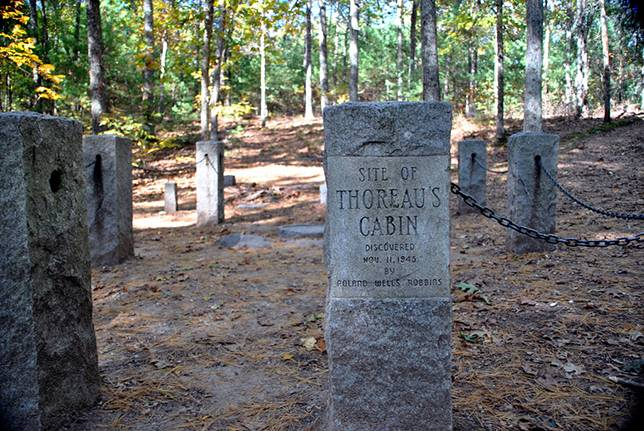 SITE OF
THOREAU'S
CABIN
DISCOVERED
NOV. 11, 1945
BY
ROLAND WELLS ROBBINS